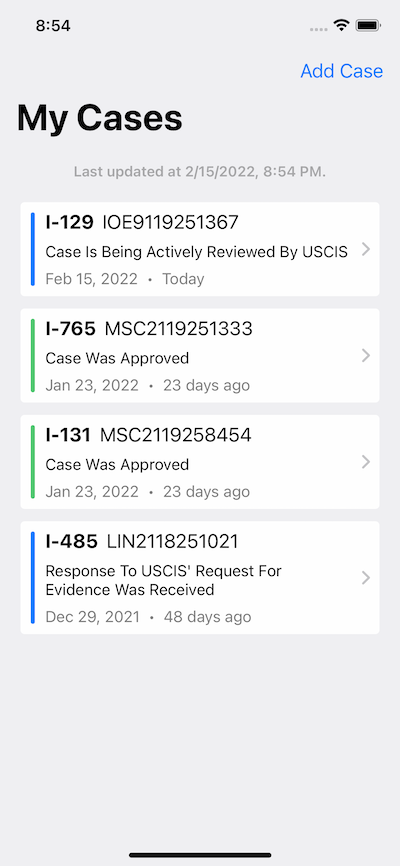 8:54
Add Case
My Cases
Last updated at 2/15/2022, 8:54 PM.
I-129 IOE9119251367
Case Is Being Actively Reviewed By USCIS
Feb 15, 2022 • Today
I-765 MSC2119251333
Case Was Approved
Jan 23, 2022 • 23 days ago
I-131 MSC2119258454
Case Was Approved
Jan 23, 2022 • 23 days ago
I-485 LIN2118251021
Response To USCIS' Request For
Evidence Was Received
Dec 29, 2021 • 48 days ago